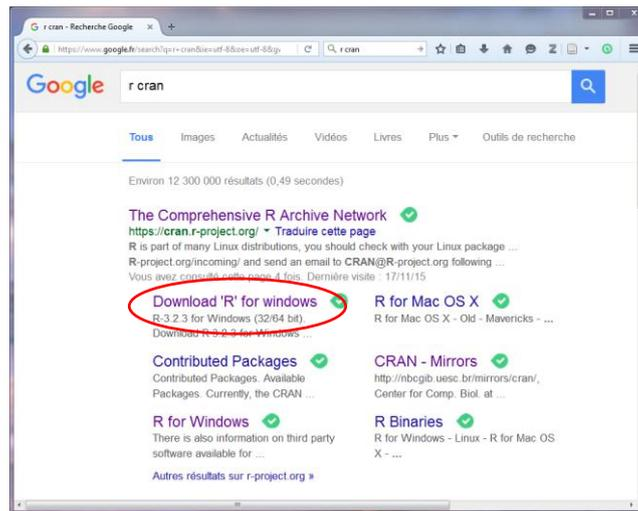 r cran - Recherche Google
https://www.google.fr/search?q=r+cran&ie=utf-8&oe=utf-8&gv
r cran
Google
r cran
Tous Images Actualités Vidéos Livres Plus Outils de recherche
Environ 12 300 000 résultats (0,49 secondes)
The Comprehensive R Archive Network
https://cran.r-project.org/ Traduire cette page
R is part of many Linux distributions, you should check with your Linux package ...
R-project.org/incoming/ and send an email to CRAN@R-project.org following ...
Vous avez consulté cette page 4 fois. Dernière visite : 17/11/15
Download 'R' for windows
R-3.2.3 for Windows (32/64 bit).
Download R 3.2.3 for Windows ...
R for Mac OS X
R for Mac OS X - Old - Mavericks - ...
Contributed Packages
Contributed Packages. Available
Packages. Currently, the CRAN ...
CRAN - Mirrors
http://nbcgib.uesc.br/mirrors/cran/,
Center for Comp. Biol. at ...
R for Windows
There is also information on third party
software available for ...
R Binaries
R for Windows - Linux - R for Mac OS
X - ...
Autres résultats sur r-project.org »